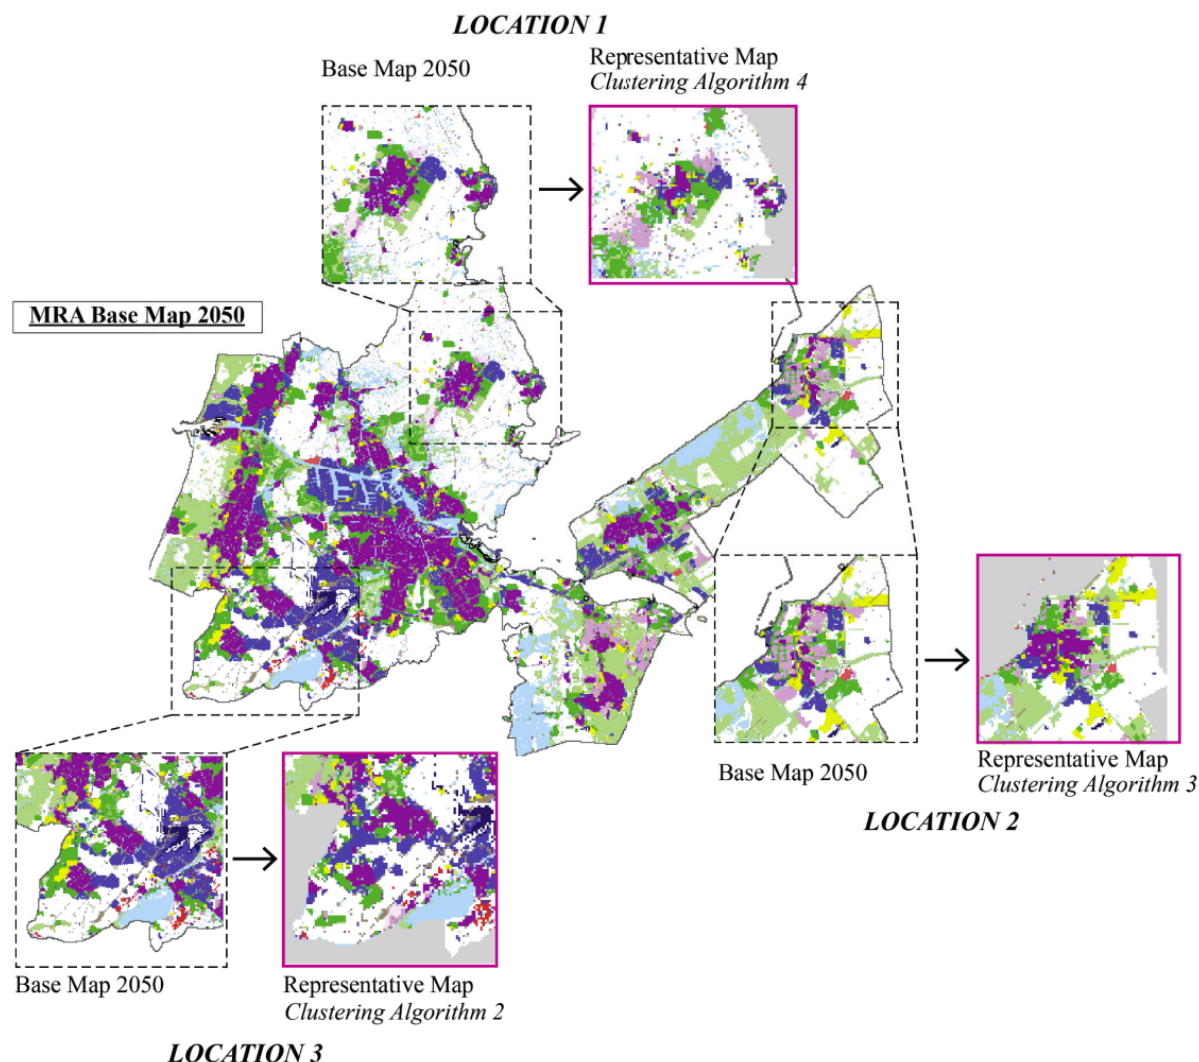 LOCATION 1
Base Map 2050
Representative Map
Clustering Algorithm 4
MRA Base Map 2050
Base Map 2050
Representative Map
Clustering Algorithm 3
LOCATION 2
Base Map 2050
Representative Map
Clustering Algorithm 2
LOCATION 3